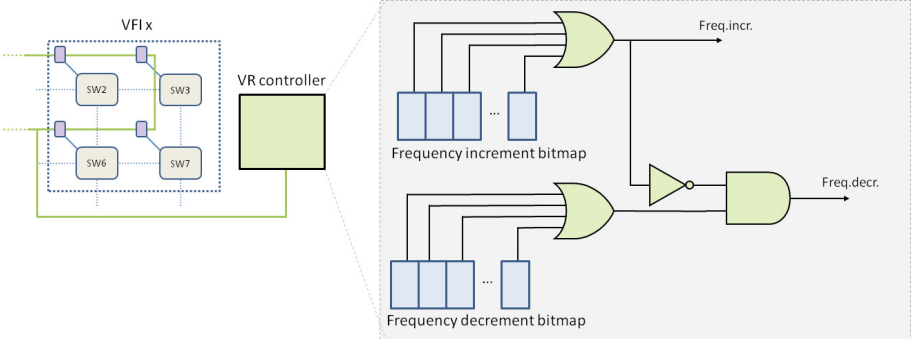 VFI x
SW2
SW3
SW6
SW7
VR controller
Freq.incr.
...
Frequency increment bitmap
Freq.decr.
...
Frequency decrement bitmap